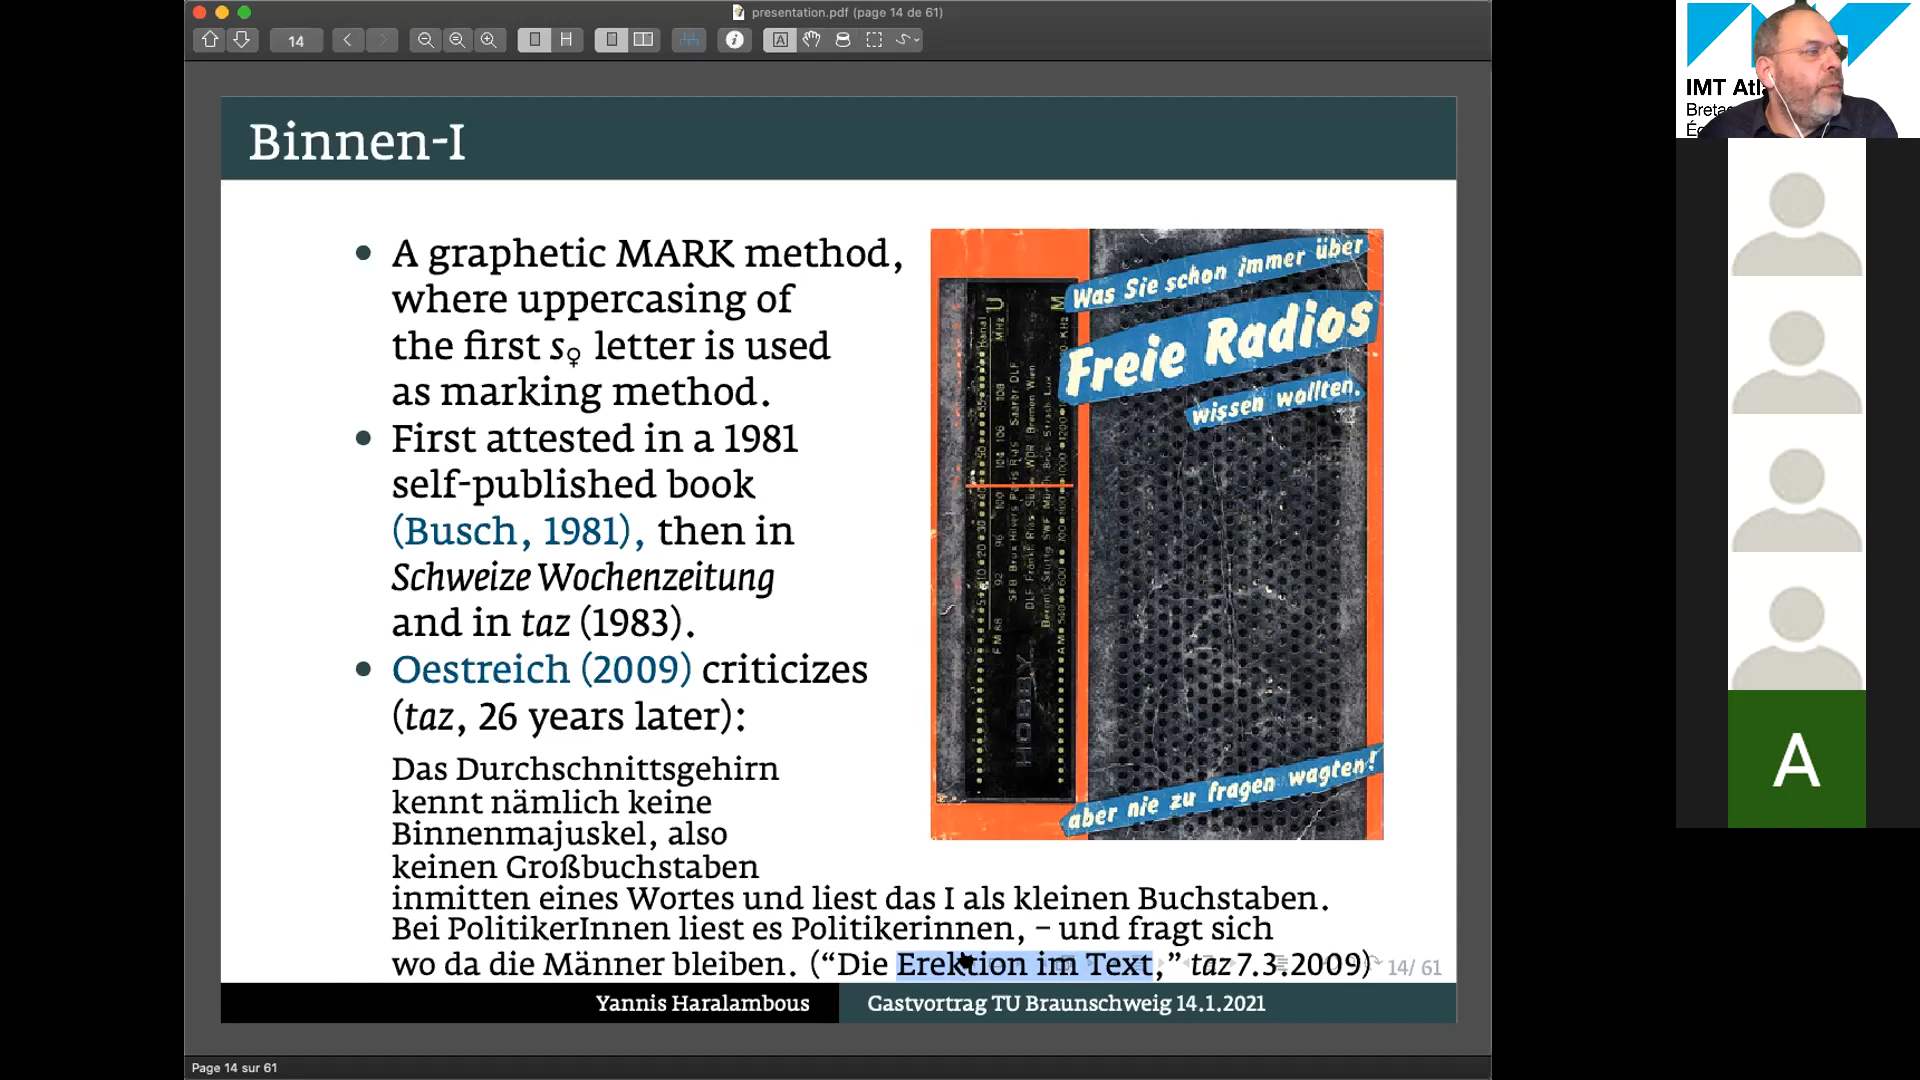 presentation.pdf (page 14 de 61)
14
Binnen-I
• A graphetic MARK method,
where uppercasing of
the first s♀ letter is used
as marking method.
• First attested in a 1981
self-published book
(Busch, 1981), then in
Schweize Wochenzeitung
and in taz (1983).
• Oestreich (2009) criticizes
(taz, 26 years later):
Das Durchschnittsgehirn
kennt nämlich keine
Binnenmajuskel, also
keinen Großbuchstaben
inmitten eines Wortes und liest das I als kleinen Buchstaben.
Bei PolitikerInnen liest es Politikerinnen, – und fragt sich
wo da die Männer bleiben. (“Die Erektion im Text,” taz 7.3.2009)
Was Sie schon immer über
Freie Radios
wissen wollten.
aber nie zu fragen wagten!
U
M
Kanal
MHz
KHz
HOBBY
14/ 61
Yannis Haralambous
Gastvortrag TU Braunschweig 14.1.2021
Page 14 sur 61
IMT Atl
Breta
Éc
A